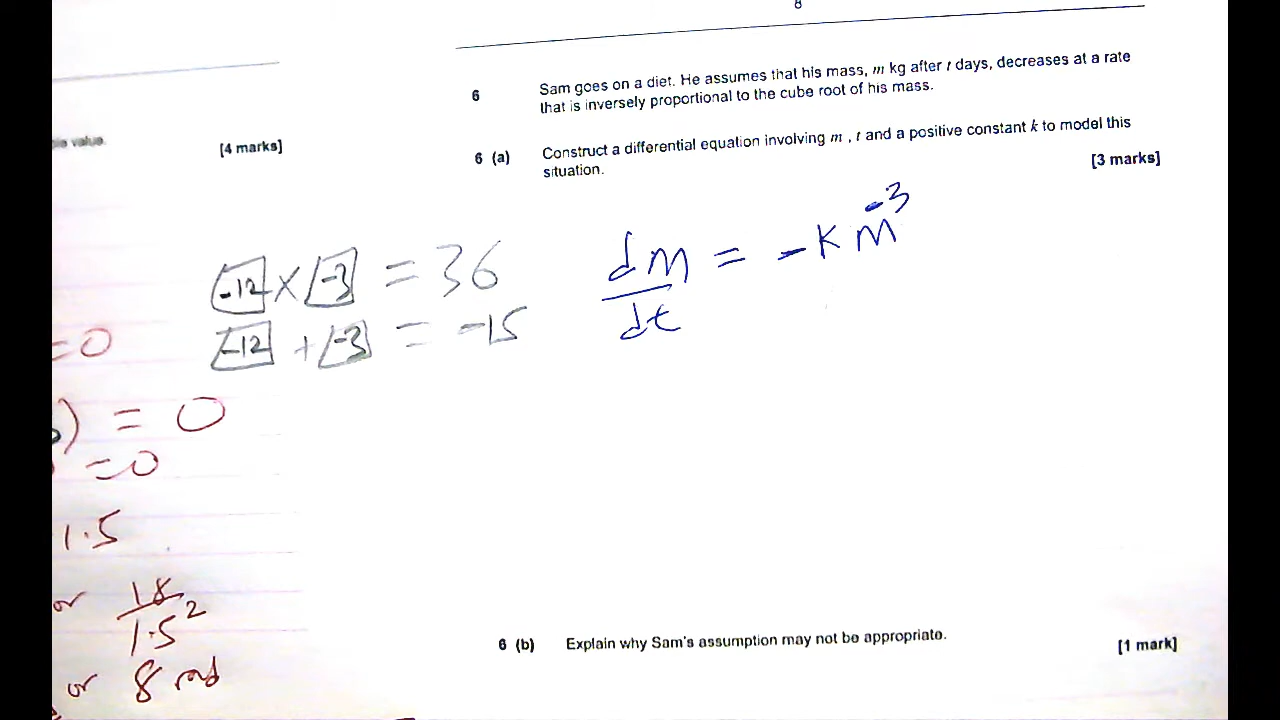 8
6 Sam goes on a diet. He assumes that his mass, m kg after t days, decreases at a rate
that is inversely proportional to the cube root of his mass.
value.
[4 marks]
6 (a) Construct a differential equation involving m , t and a positive constant k to model this
situation.
[3 marks]
dm/dt = -km^-3
-12 × -3 = 36
-12 + -3 = -15
=0
) = 0
=0
1.5
or 18/1.5²
or 8 rad
6 (b) Explain why Sam's assumption may not be appropriate.
[1 mark]